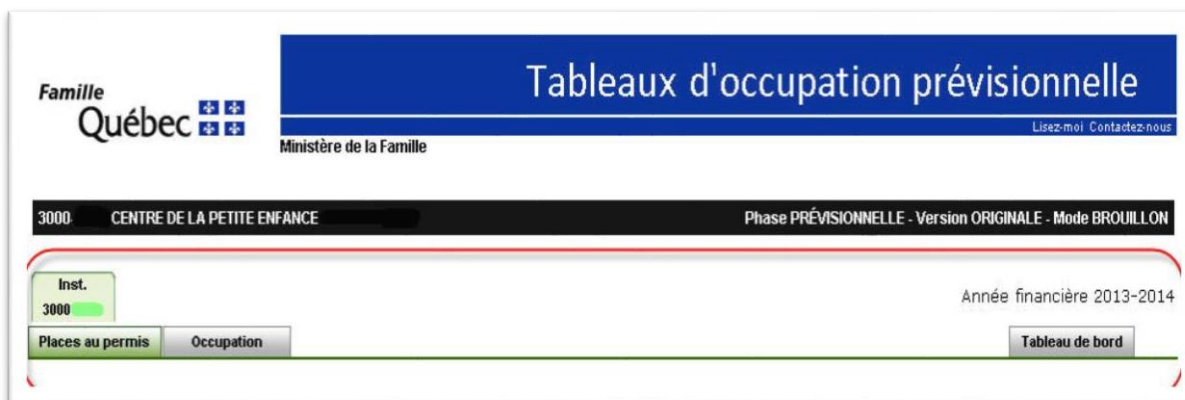 Famille
Québec
Tableaux d'occupation prévisionnelle
Lisez-moi Contactez-nous
Ministère de la Famille
3000 CENTRE DE LA PETITE ENFANCE Phase PRÉVISIONNELLE - Version ORIGINALE - Mode BROUILLON
Inst.
3000
Année financière 2013-2014
Places au permis Occupation Tableau de bord